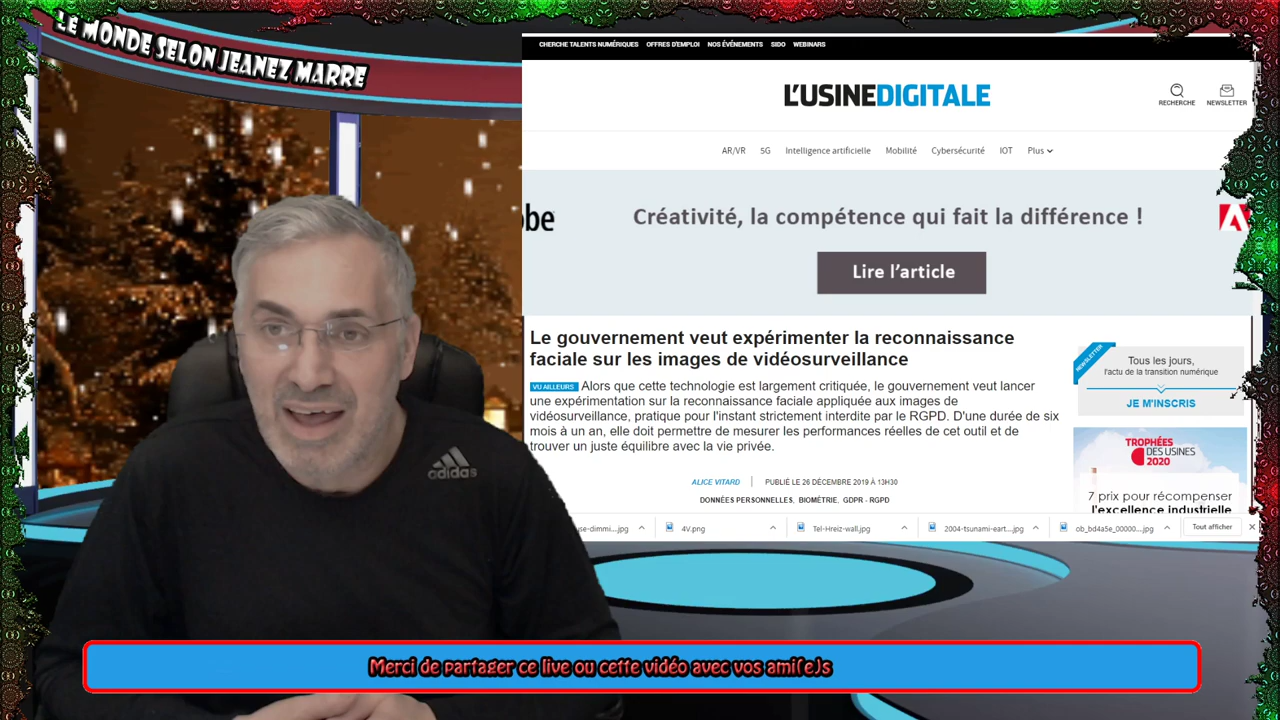 LE MONDE SELON JEANEZ MARRE
CHERCHE TALENTS NUMÉRIQUES OFFRES D'EMPLOI NOS ÉVÉNEMENTS SIDO WEBINARS
L'USINEDIGITALE
RECHERCHE NEWSLETTER
AR/VR 5G Intelligence artificielle Mobilité Cybersécurité IOT Plus
obe Créativité, la compétence qui fait la différence !
Lire l'article
Le gouvernement veut expérimenter la reconnaissance
faciale sur les images de vidéosurveillance
VU AILLEURS Alors que cette technologie est largement critiquée, le gouvernement veut lancer
une expérimentation sur la reconnaissance faciale appliquée aux images de
vidéosurveillance, pratique pour l'instant strictement interdite par le RGPD. D'une durée de six
mois à un an, elle doit permettre de mesurer les performances réelles de cet outil et de
trouver un juste équilibre avec la vie privée.
ALICE VITARD PUBLIÉ LE 26 DÉCEMBRE 2019 À 13H30
DONNÉES PERSONNELLES, BIOMÉTRIE, GDPR - RGPD
NEWSLETTER
Tous les jours,
l'actu de la transition numérique
JE M'INSCRIS
TROPHÉES
DES USINES
2020
7 prix pour récompenser
l'excellence industrielle
use-dimmi....jpg 4V.png Tel-Hreiz-wall.jpg 2004-tsunami-eart....jpg ob_bd4a5e_00000....jpg Tout afficher
adidas
Merci de partager ce live ou cette vidéo avec vos ami(e)s